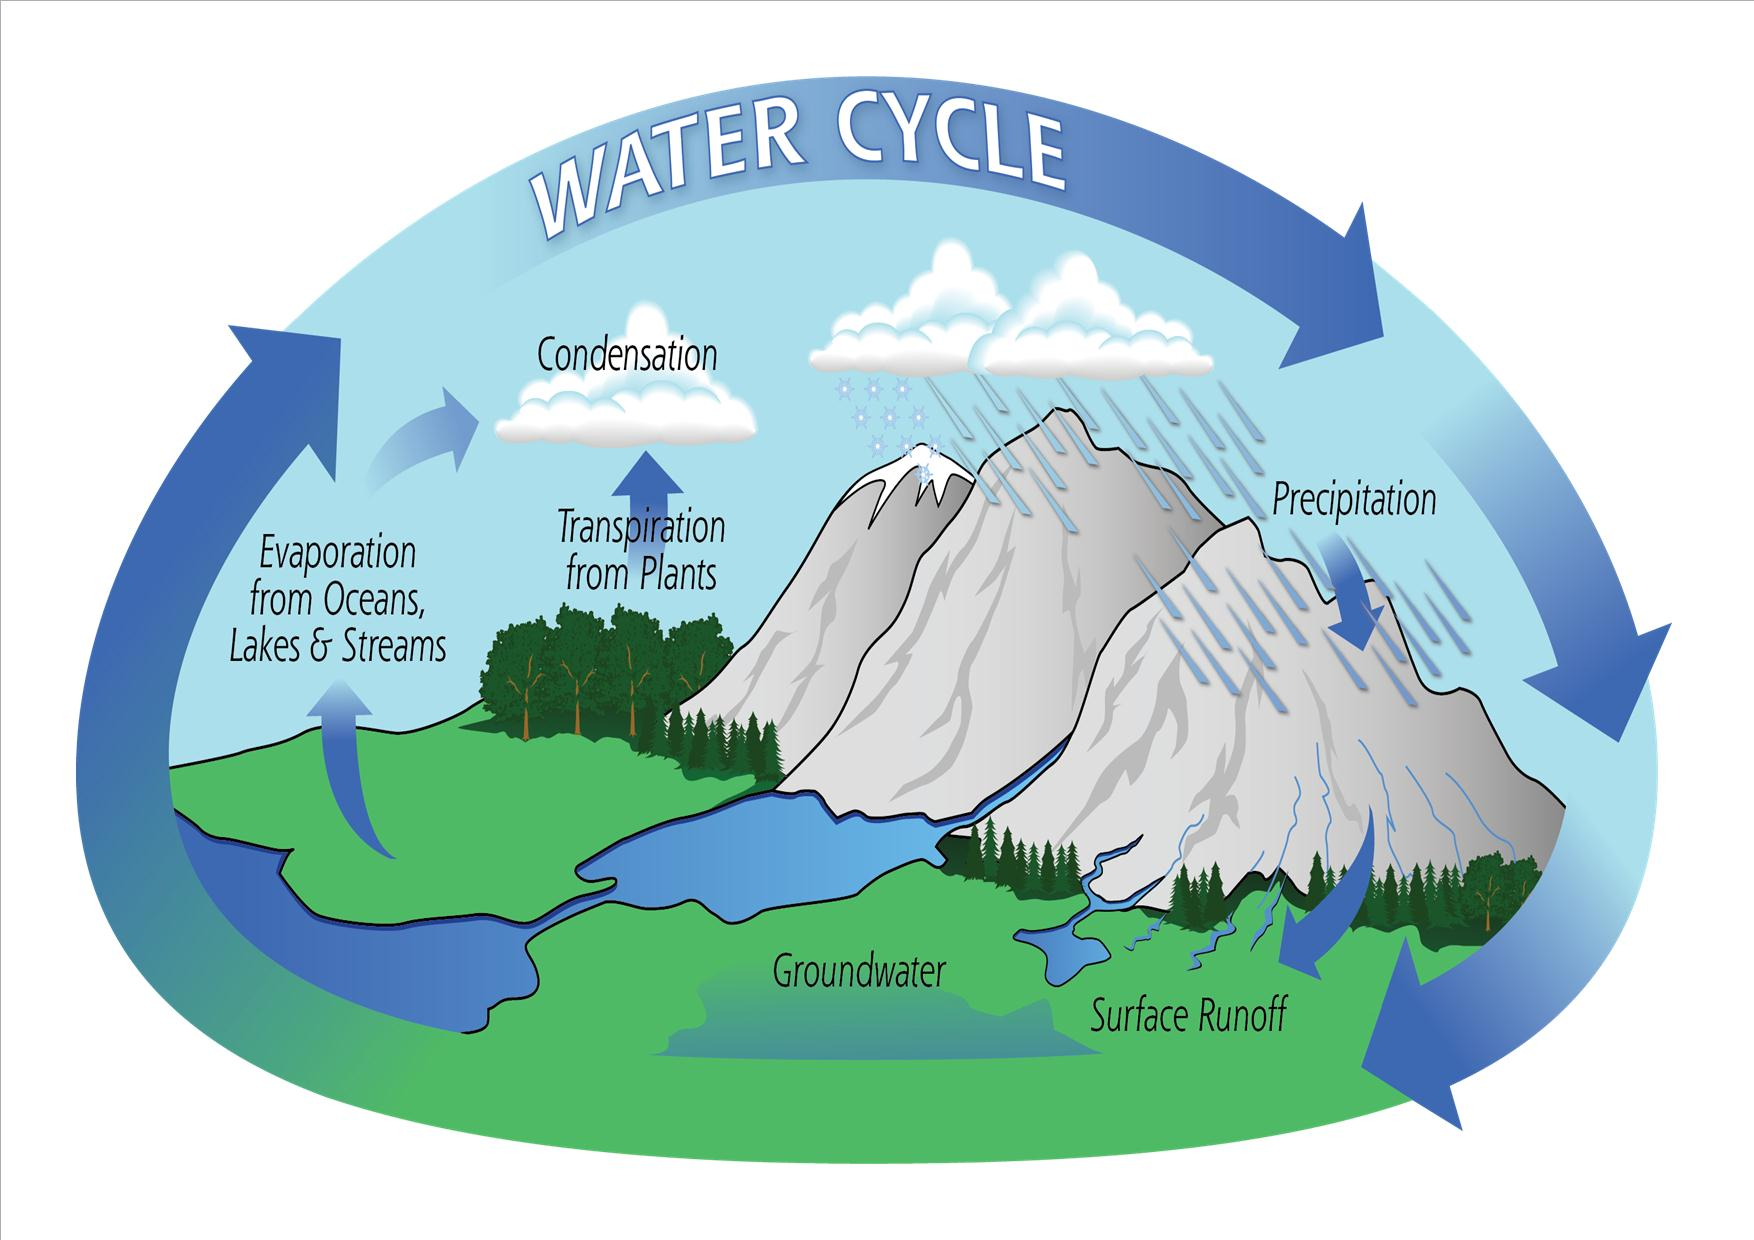 WATER CYCLE
Condensation
Precipitation
Transpiration
from Plants
Evaporation
from Oceans,
Lakes & Streams
Groundwater
Surface Runoff